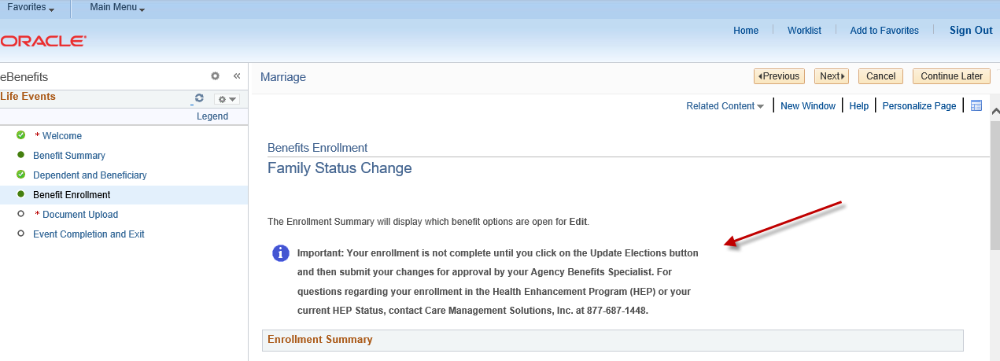 Favorites
Main Menu
ORACLE
Home
Worklist
Add to Favorites
Sign Out
eBenefits
«
Life Events
Legend
* Welcome
Benefit Summary
Dependent and Beneficiary
Benefit Enrollment
* Document Upload
Event Completion and Exit
Marriage
Previous
Next
Cancel
Continue Later
Related Content
New Window
Help
Personalize Page
Benefits Enrollment
Family Status Change
The Enrollment Summary will display which benefit options are open for Edit.
Important: Your enrollment is not complete until you click on the Update Elections button
and then submit your changes for approval by your Agency Benefits Specialist. For
questions regarding your enrollment in the Health Enhancement Program (HEP) or your
current HEP Status, contact Care Management Solutions, Inc. at 877-687-1448.
Enrollment Summary